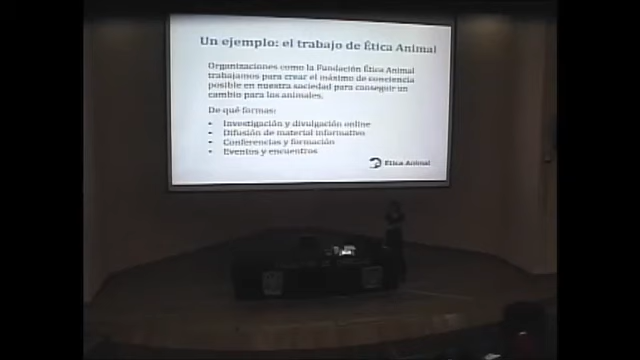 Un ejemplo: el trabajo de Ética Animal
Organizaciones como la Fundación Ética Animal
trabajamos para crear el máximo de conciencia
posible en nuestra sociedad para conseguir un
cambio para los animales.
De qué formas:
• Investigación y divulgación online
• Difusión de material informativo
• Conferencias y formación
• Eventos y encuentros
Ética Animal